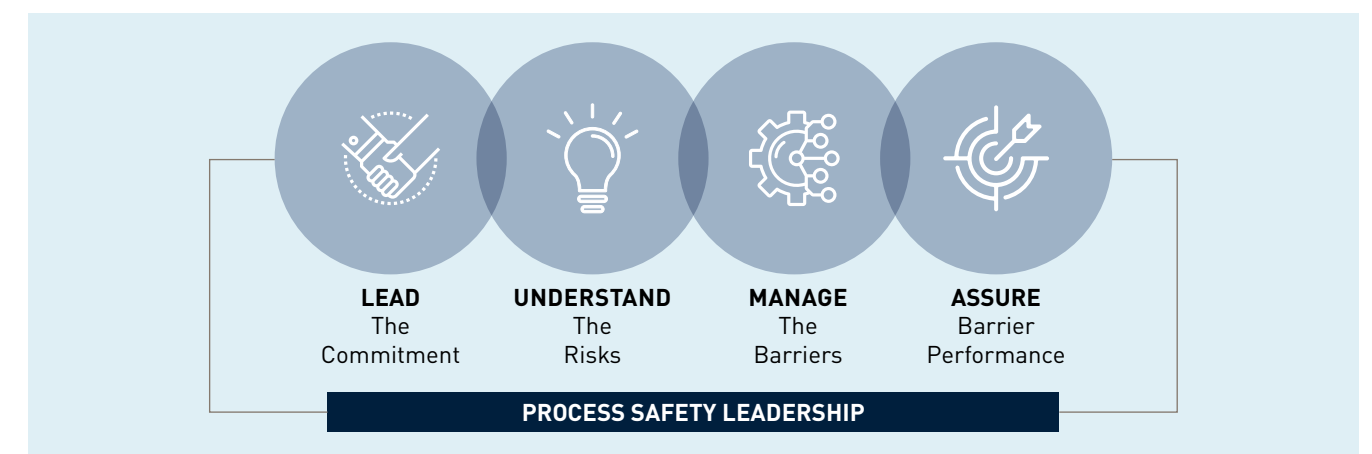 LEAD
The
Commitment
UNDERSTAND
The
Risks
MANAGE
The
Barriers
ASSURE
Barrier
Performance
PROCESS SAFETY LEADERSHIP